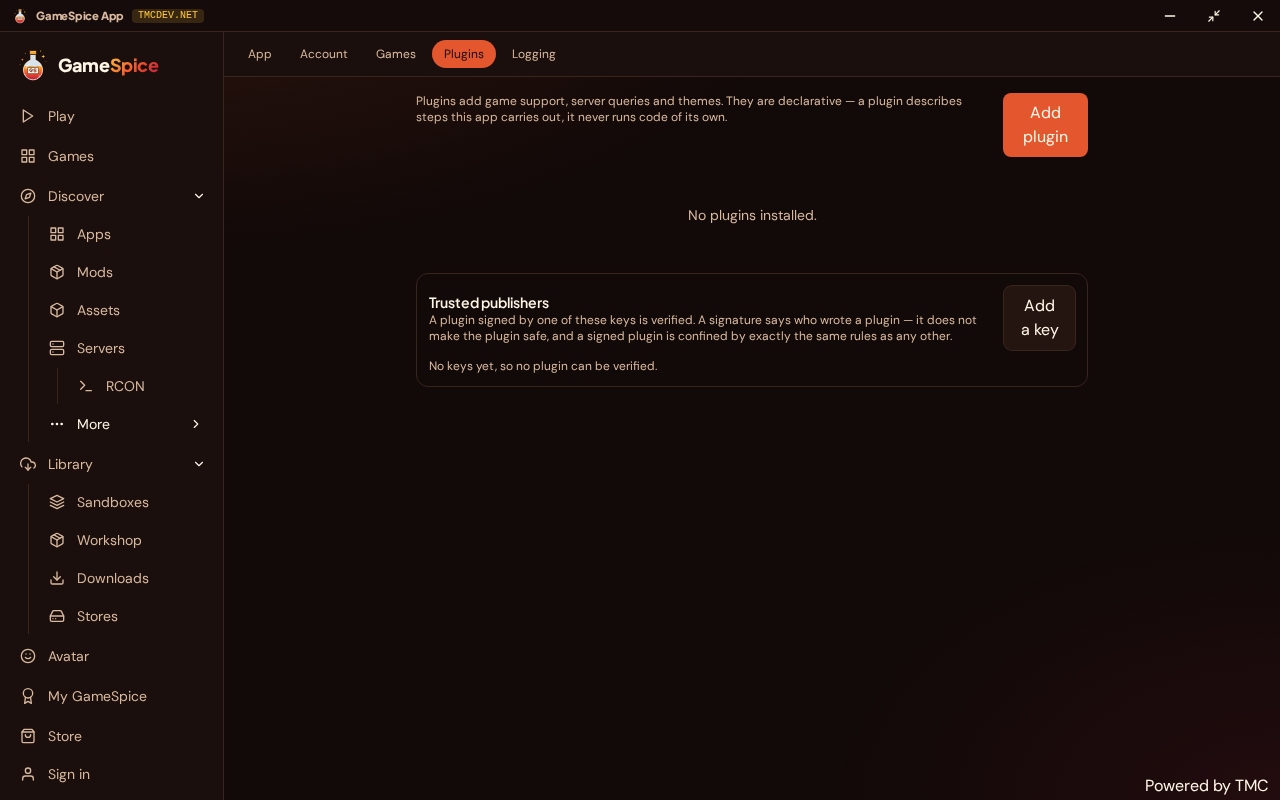 GameSpice App TMCDEV.NET
GameSpice
App Account Games Plugins Logging
Play
Games
Discover
Apps
Mods
Assets
Servers
RCON
More
Library
Sandboxes
Workshop
Downloads
Stores
Avatar
My GameSpice
Store
Sign in
Plugins add game support, server queries and themes. They are declarative — a plugin describes
steps this app carries out, it never runs code of its own.
Add
plugin
No plugins installed.
Trusted publishers
A plugin signed by one of these keys is verified. A signature says who wrote a plugin — it does not
make the plugin safe, and a signed plugin is confined by exactly the same rules as any other.
Add
a key
No keys yet, so no plugin can be verified.
Powered by TMC